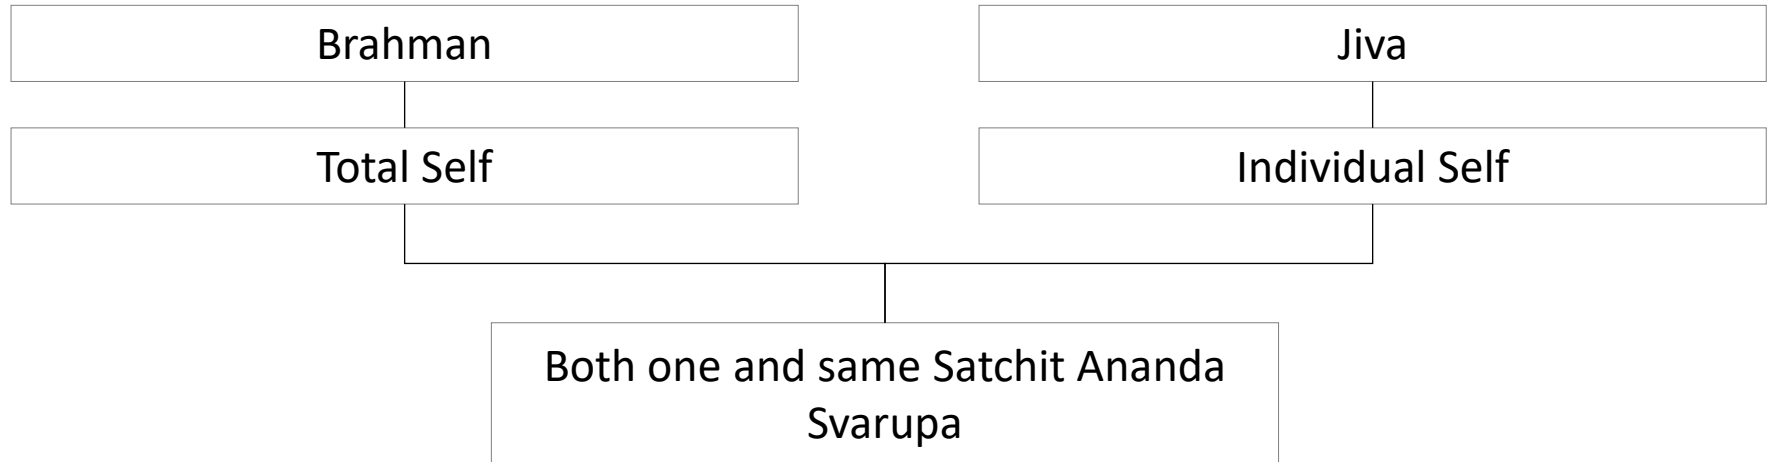 Brahman
Jiva
Total Self
Individual Self
Both one and same Satchit Ananda
Svarupa